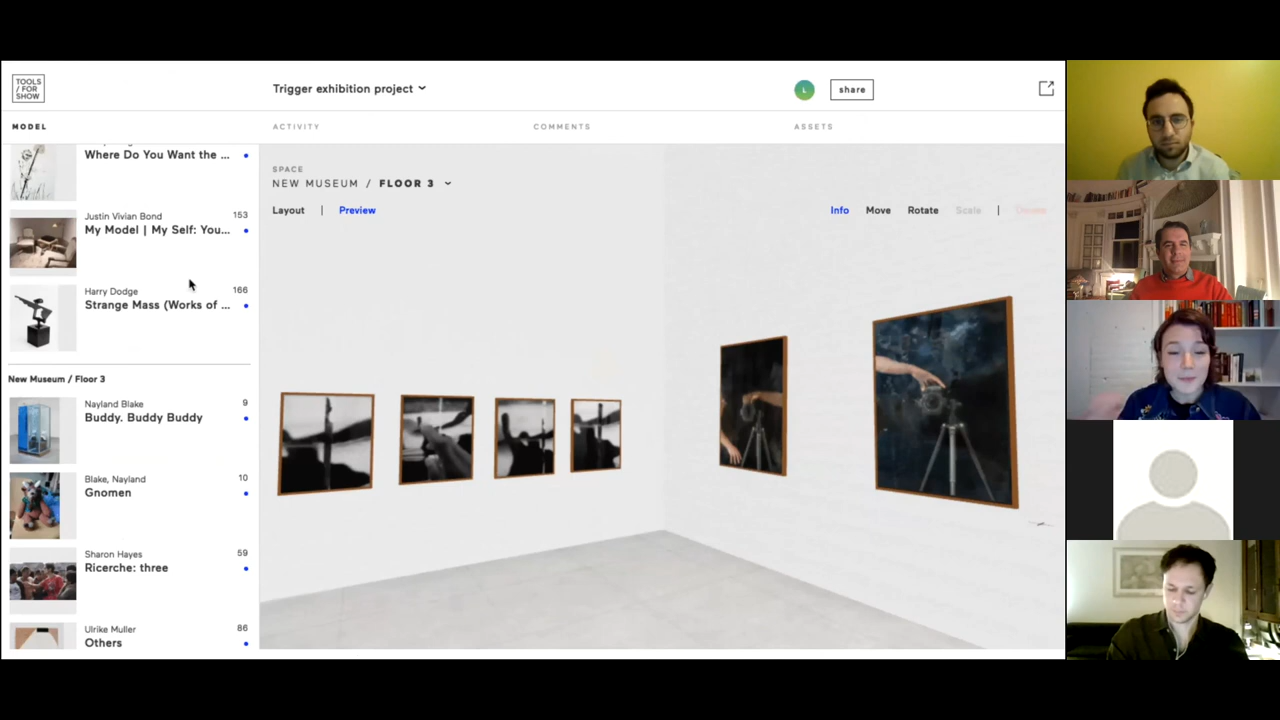 TOOLS
/ FOR
SHOW
Trigger exhibition project
L
share
MODEL
ACTIVITY
COMMENTS
ASSETS
Where Do You Want the ...
Justin Vivian Bond
153
My Model | My Self: You...
Harry Dodge
166
Strange Mass (Works of ...
New Museum / Floor 3
Nayland Blake
9
Buddy. Buddy Buddy
Blake, Nayland
10
Gnomen
Sharon Hayes
59
Ricerche: three
Ulrike Muller
86
Others
SPACE
NEW MUSEUM / FLOOR 3
Layout | Preview
Info Move Rotate Scale | Delete